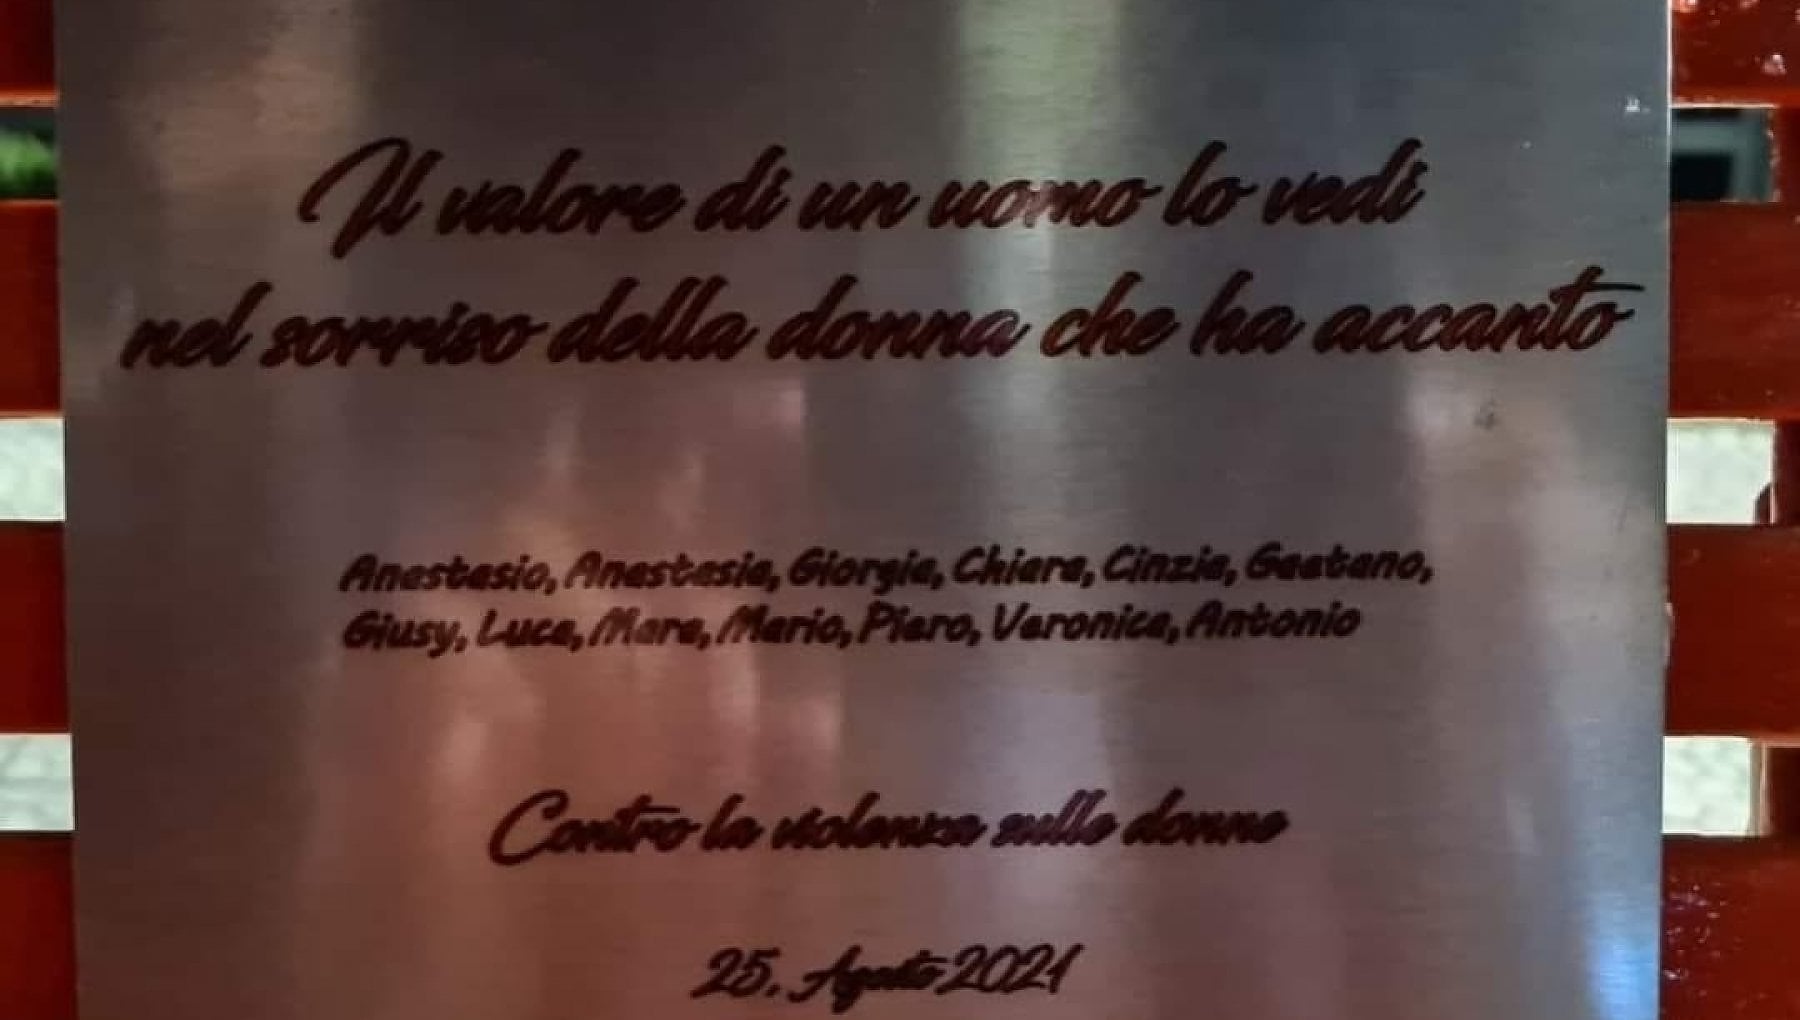 Il valore di un uomo lo vedi
nel sorriso della donna che ha accanto
Anastasio, Anastasia, Giorgia, Chiara, Cinzia, Gaetano,
Giusy, Luca, Mara, Mario, Piero, Veronica, Antonio
Contro la violenza sulle donne
25, Agosto 2021